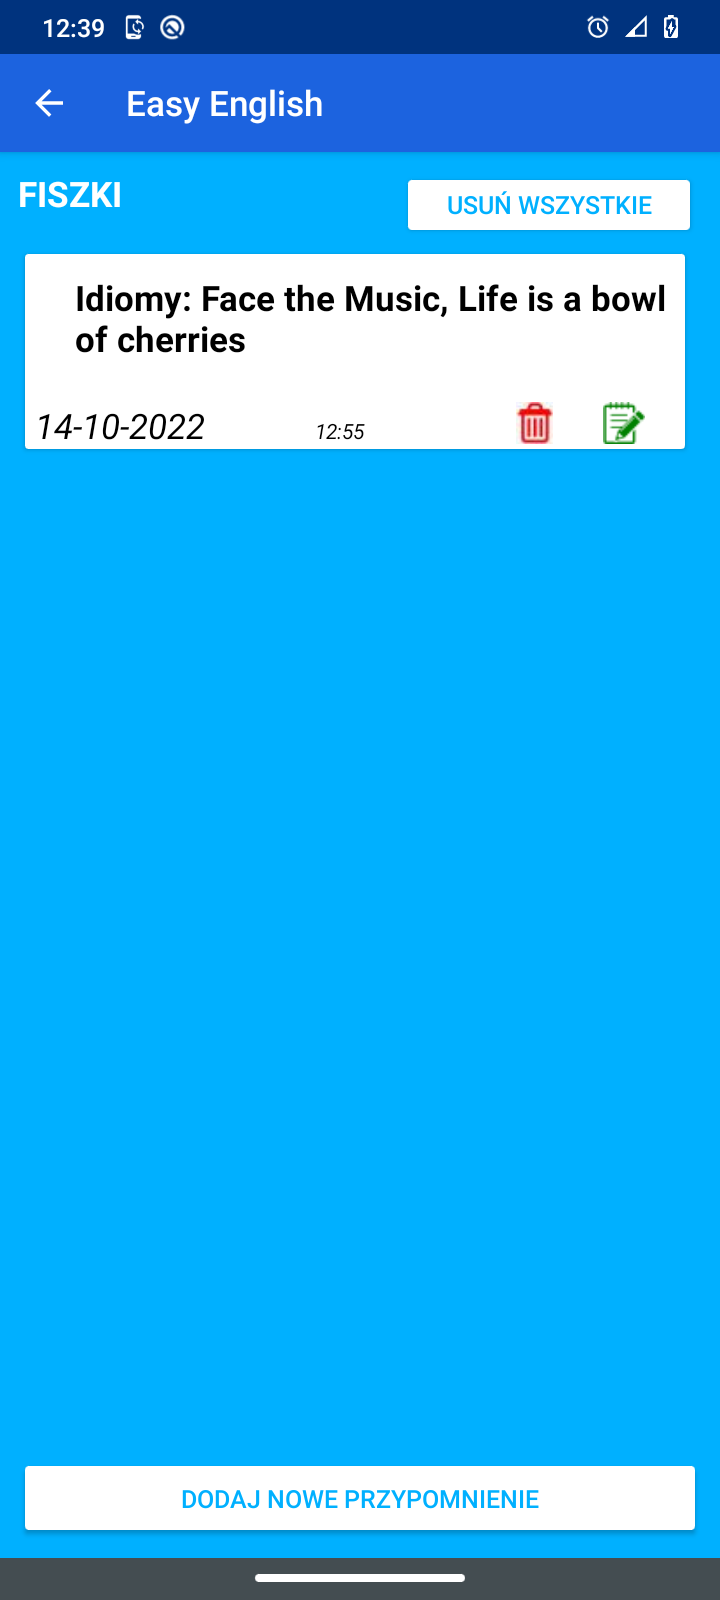 12:39
Easy English
FISZKI
USUŃ WSZYSTKIE
Idiomy: Face the Music, Life is a bowl
of cherries
14-10-2022
12:55
DODAJ NOWE PRZYPOMNIENIE